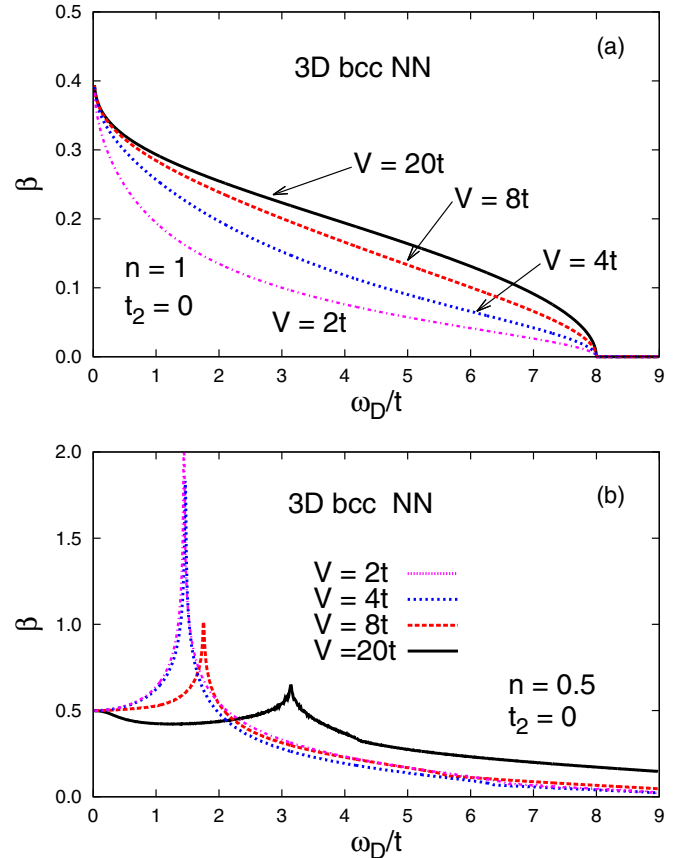 (a)
3D bcc NN
V = 20t
V = 8t
V = 4t
V = 2t
n = 1
t₂ = 0
β
0.5
0.4
0.3
0.2
0.1
0.0
0 1 2 3 4 5 6 7 8 9
ω_D/t
(b)
3D bcc NN
V = 2t
V = 4t
V = 8t
V =20t
n = 0.5
t₂ = 0
β
2.0
1.5
1.0
0.5
0.0
0 1 2 3 4 5 6 7 8 9
ω_D/t